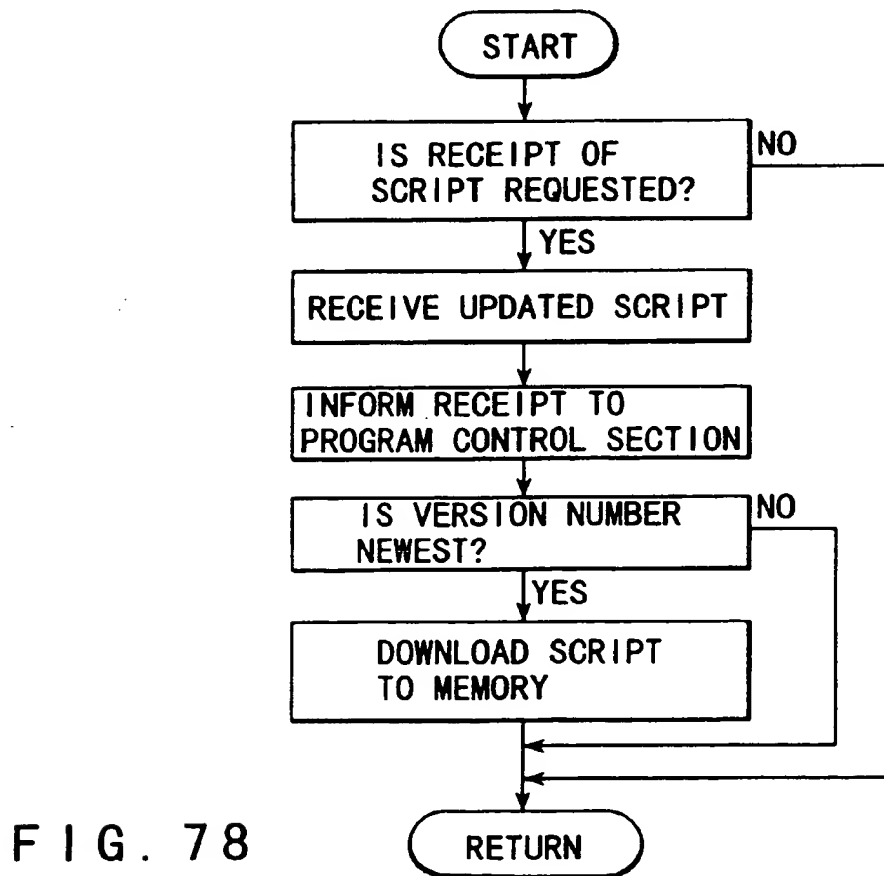 START
IS RECEIPT OF
SCRIPT REQUESTED?
NO
YES
RECEIVE UPDATED SCRIPT
INFORM RECEIPT TO
PROGRAM CONTROL SECTION
IS VERSION NUMBER
NEWEST?
NO
YES
DOWNLOAD SCRIPT
TO MEMORY
RETURN
FIG. 78